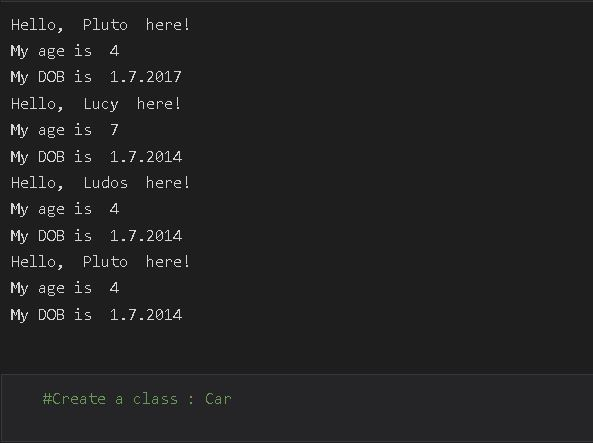 Hello,  Pluto  here!
My age is  4
My DOB is  1.7.2017
Hello,  Lucy  here!
My age is  7
My DOB is  1.7.2014
Hello,  Ludos  here!
My age is  4
My DOB is  1.7.2014
Hello,  Pluto  here!
My age is  4
My DOB is  1.7.2014
#Create a class : Car